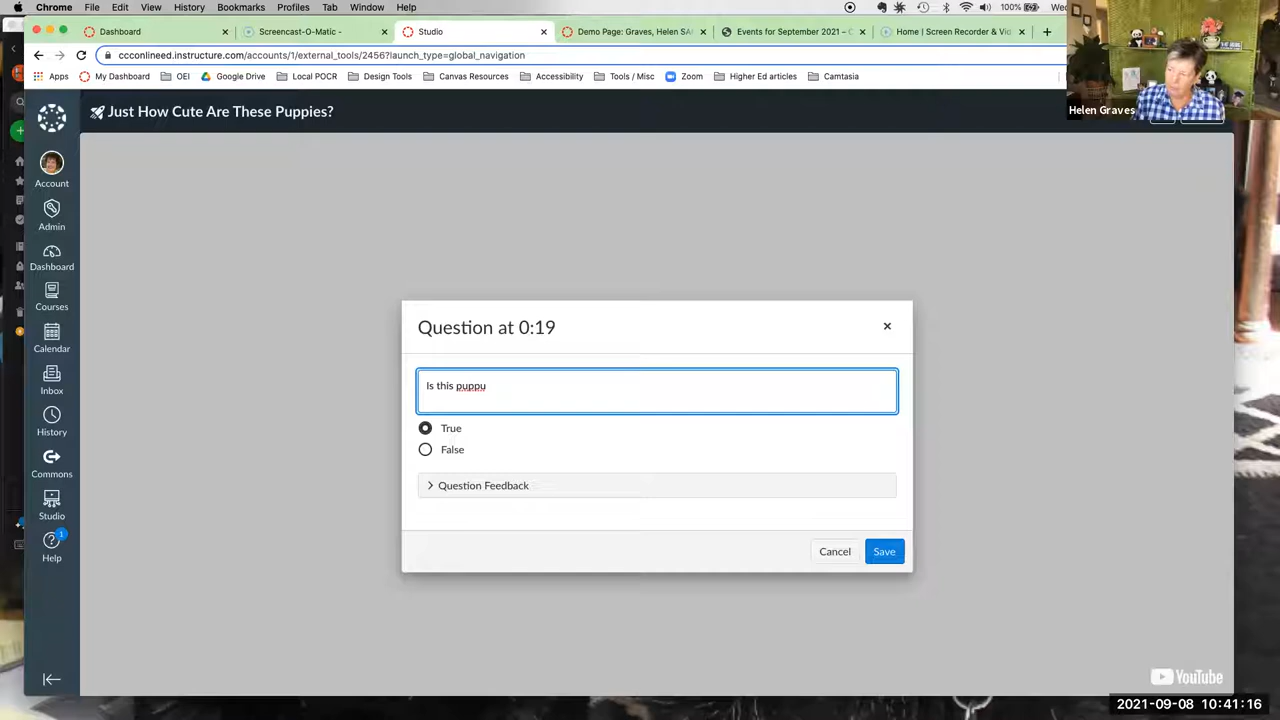 Chrome File Edit View History Bookmarks Profiles Tab Window Help 100%
Dashboard Screencast-O-Matic - Studio Demo Page: Graves, Helen Events for September 2021 – Home | Screen Recorder &
ccconlineed.instructure.com/accounts/1/external_tools/2456?launch_type=global_navigation
Apps My Dashboard OEI Google Drive Local POCR Design Tools Canvas Resources Accessibility Tools / Misc Zoom Higher Ed articles Camtasia
Just How Cute Are These Puppies?
Helen Graves
Account
Admin
Dashboard
Courses
Calendar
Inbox
History
Commons
Studio
1
Help
Question at 0:19
Is this puppu
True
False
Question Feedback
Cancel Save
YouTube
2021-09-08 10:41:16